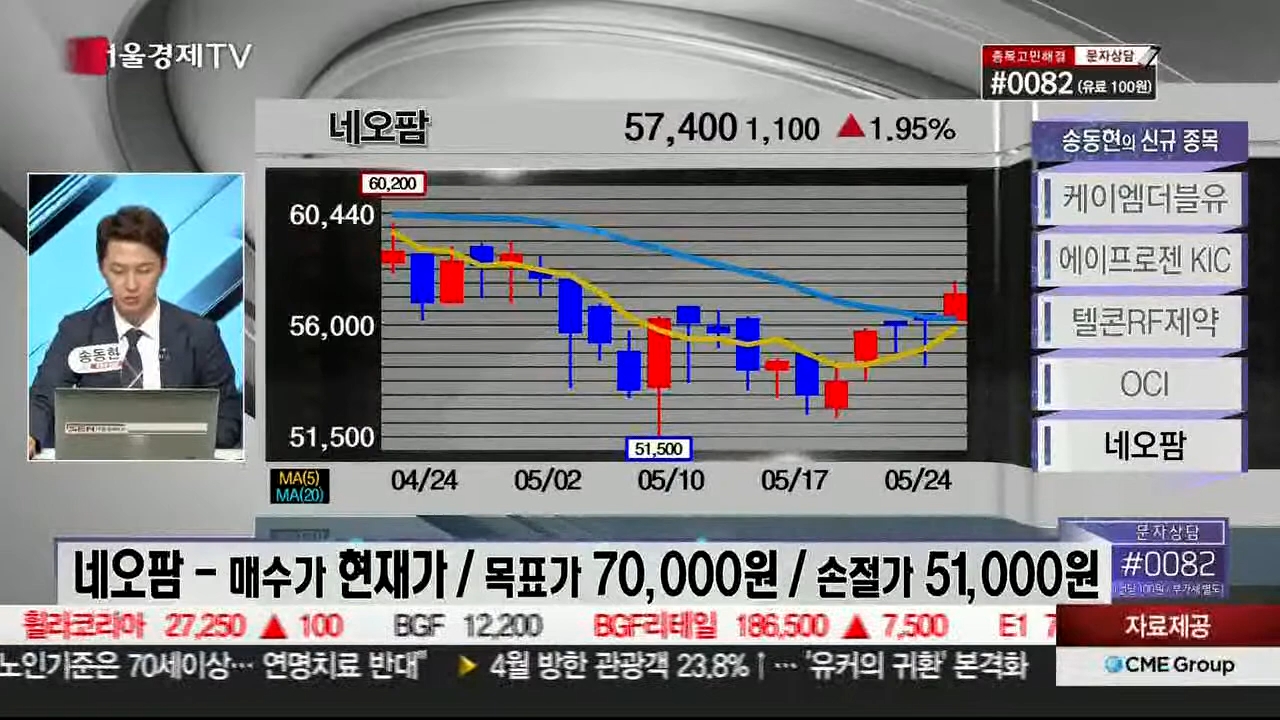 서울경제TV
종목고민해결 문자상담
#0082 (유료 100원)
네오팜 57,400 1,100 ▲1.95%
60,200
60,440
56,000
51,500
51,500
MA(5)
MA(20)
04/24 05/02 05/10 05/17 05/24
송동현
SEN
송동현의 신규 종목
케이엠더블유
에이프로젠 KIC
텔콘RF제약
OCI
네오팜
네오팜 - 매수가 현재가 / 목표가 70,000원 / 손절가 51,000원
문자상담
#0082
휠라코리아 27,250 ▲ 100 BGF 12,200 BGF리테일 186,500 ▲ 7,500 E1 7
자료제공
노인기준은 70세이상… 연명치료 반대" ▶ 4월 방한 관광객 23.8%↑… '유커의 귀환' 본격화
CME Group